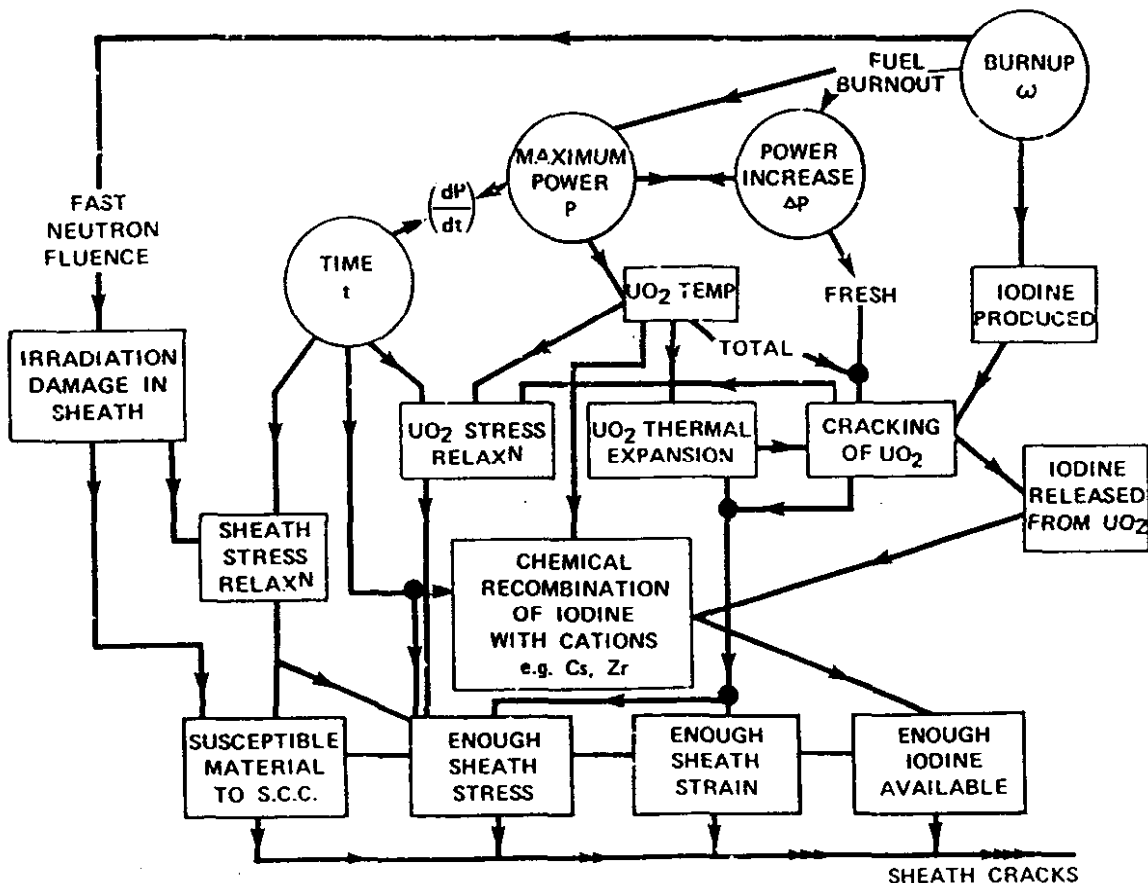 BURNUP
ω
FUEL
BURNOUT
MAXIMUM
POWER
P
POWER
INCREASE
ΔP
(dP/dt)
FAST
NEUTRON
FLUENCE
TIME
t
UO₂ TEMP
FRESH
IODINE
PRODUCED
TOTAL
IRRADIATION
DAMAGE IN
SHEATH
UO₂ STRESS
RELAXᴺ
UO₂ THERMAL
EXPANSION
CRACKING
OF UO₂
IODINE
RELEASED
FROM UO₂
SHEATH
STRESS
RELAXᴺ
CHEMICAL
RECOMBINATION
OF IODINE
WITH CATIONS
e.g. Cs, Zr
SUSCEPTIBLE
MATERIAL
TO S.C.C.
ENOUGH
SHEATH
STRESS
ENOUGH
SHEATH
STRAIN
ENOUGH
IODINE
AVAILABLE
SHEATH CRACKS